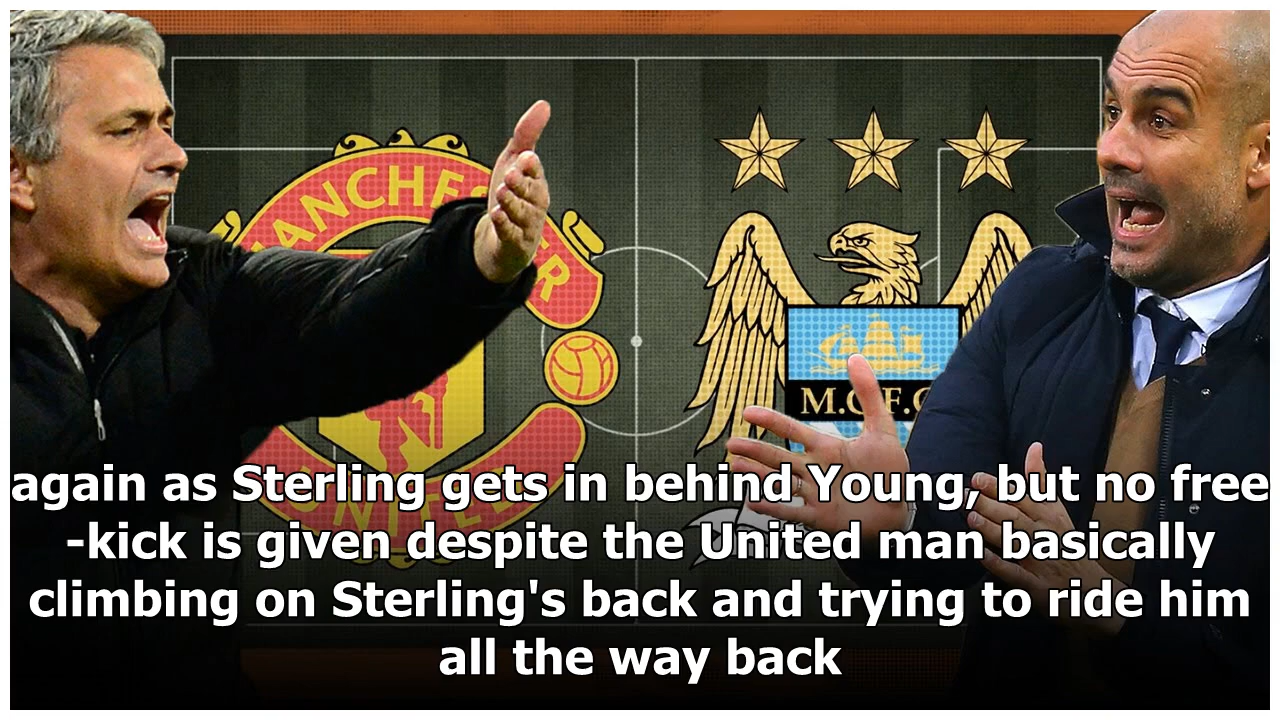 MANCHESTER
UNITED
M.C.F.C
again as Sterling gets in behind Young, but no free
-kick is given despite the United man basically
climbing on Sterling's back and trying to ride him
all the way back